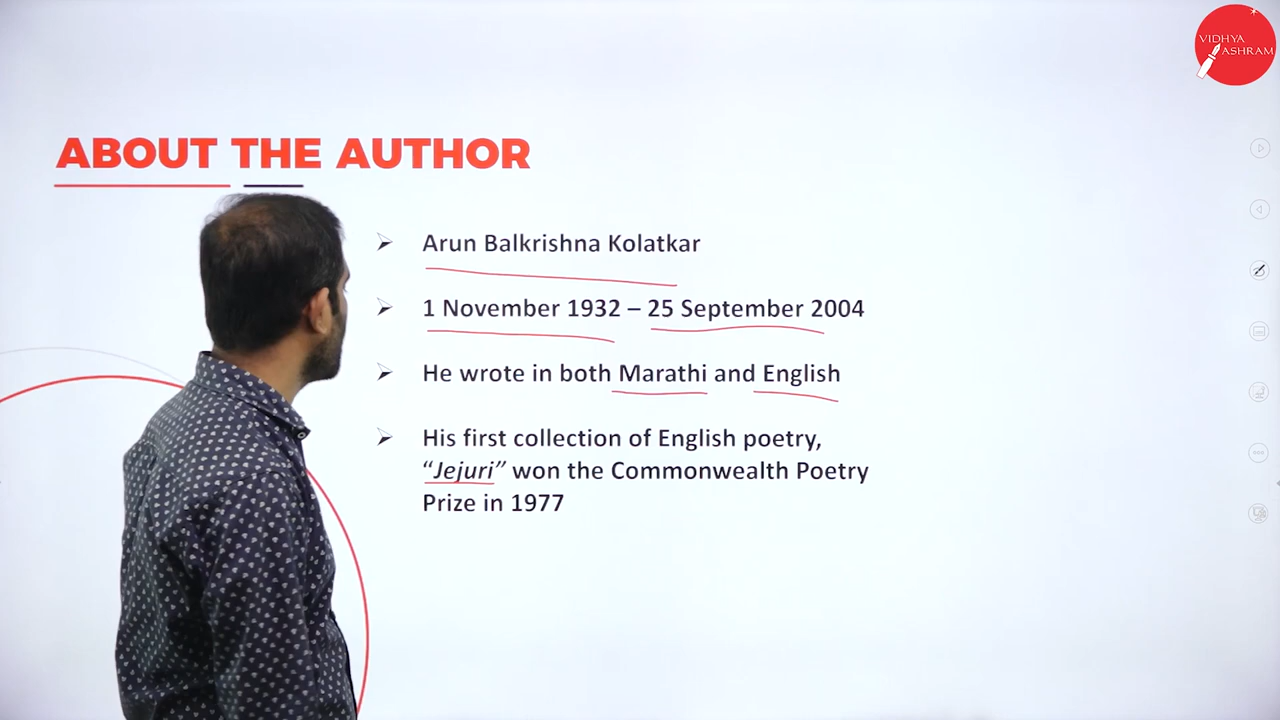 VIDHYA
ASHRAM
ABOUT THE AUTHOR
Arun Balkrishna Kolatkar
1 November 1932 – 25 September 2004
He wrote in both Marathi and English
His first collection of English poetry,
“Jejuri” won the Commonwealth Poetry
Prize in 1977